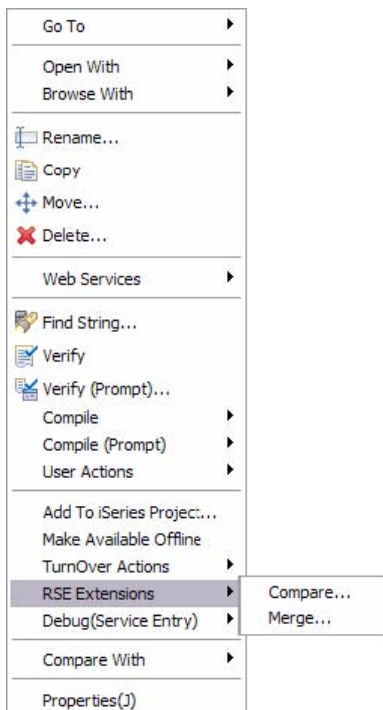 Go To
Open With
Browse With
Rename...
Copy
Move...
Delete...
Web Services
Find String...
Verify
Verify (Prompt)...
Compile
Compile (Prompt)
User Actions
Add To iSeries Project...
Make Available Offline
TurnOver Actions
RSE Extensions
Compare...
Debug(Service Entry)
Merge...
Compare With
Properties(J)